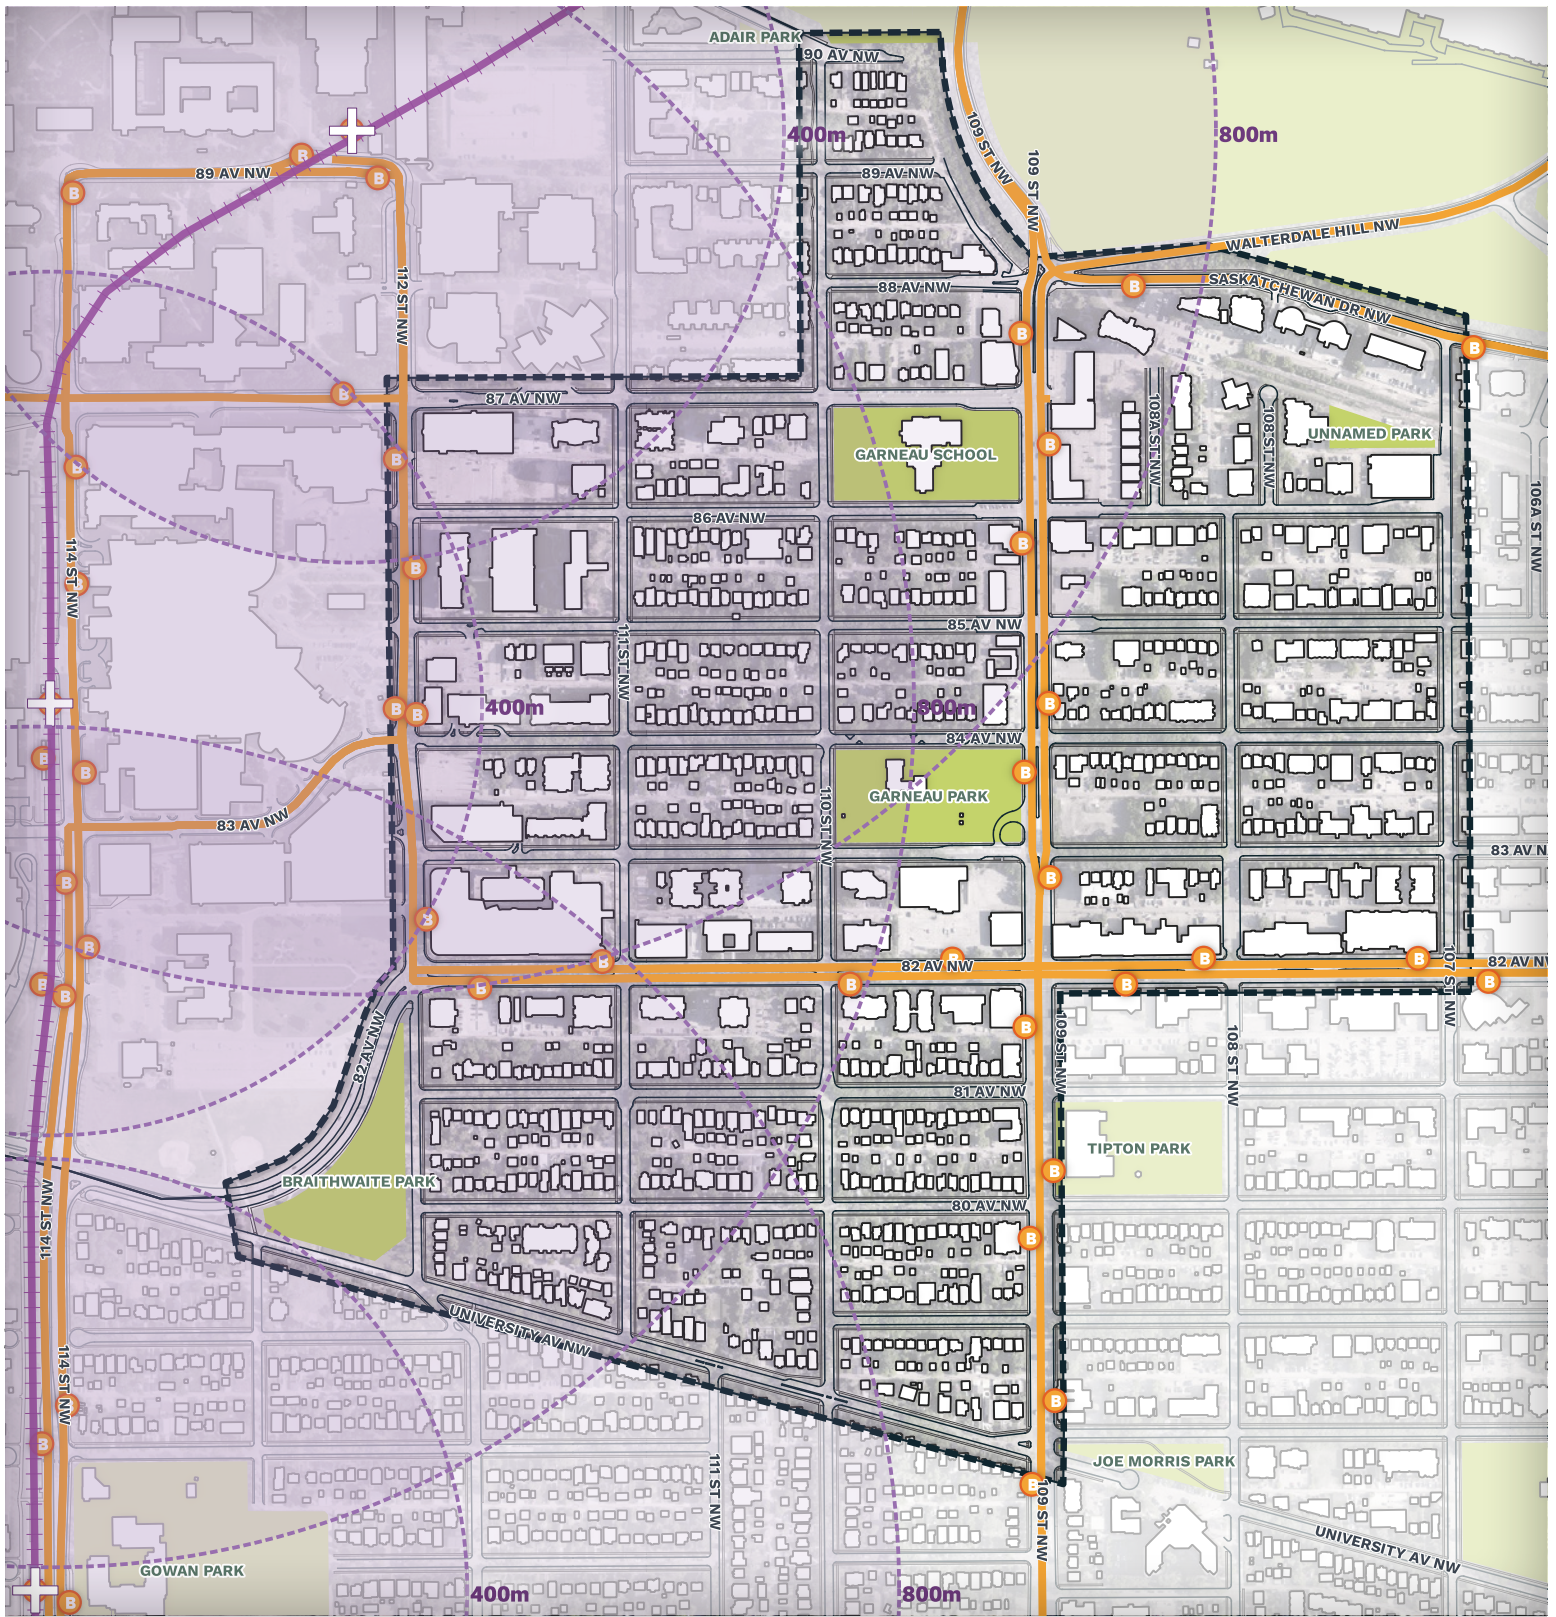 ADAIR PARK
90 AV NW
400m
800m
109 ST NW
109 ST NW
89 AV NW
89 AV NW
B
B
B
B
WALTERDALE HILL NW
112 ST NW
88 AV NW
SASKATCHEWAN DR NW
B
B
B
87 AV NW
B
108A ST NW
108 ST NW
UNNAMED PARK
GARNEAU SCHOOL
B
B
B
106A ST NW
86 AV NW
B
B
114 ST NW
B
111 ST NW
85 AV NW
400m
800m
B
B
B
84 AV NW
B
B
B
GARNEAU PARK
110 ST NW
83 AV NW
83 AV N
B
B
B
B
B
B
B
B
82 AV NW
82 AV NW
107 ST NW
B
B
B
B
B
B
B
82 AV NW
109 ST NW
108 ST NW
81 AV NW
TIPTON PARK
B
BRAITHWAITE PARK
114 ST NW
80 AV NW
B
UNIVERSITY AV NW
114 ST NW
B
B
B
111 ST NW
JOE MORRIS PARK
B
109 ST NW
UNIVERSITY AV NW
GOWAN PARK
400m
800m
B